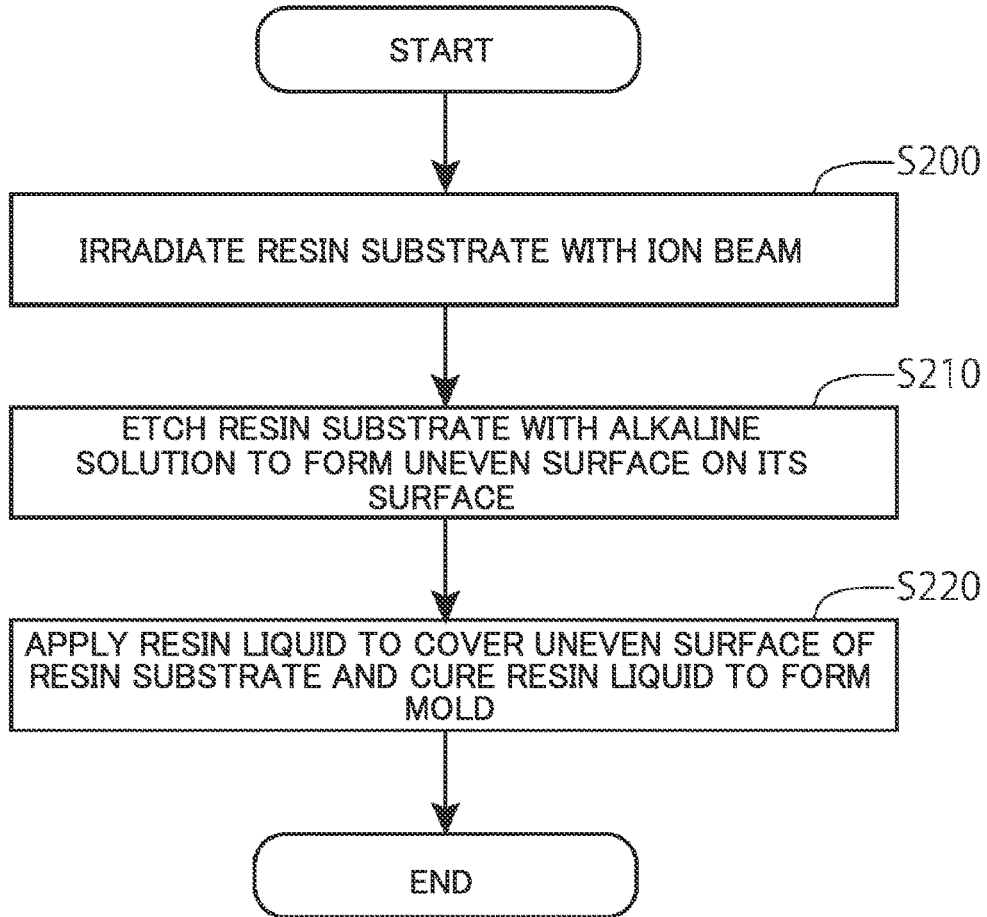 START
S200
IRRADIATE RESIN SUBSTRATE WITH ION BEAM
S210
ETCH RESIN SUBSTRATE WITH ALKALINE
SOLUTION TO FORM UNEVEN SURFACE ON ITS
SURFACE
S220
APPLY RESIN LIQUID TO COVER UNEVEN SURFACE OF
RESIN SUBSTRATE AND CURE RESIN LIQUID TO FORM
MOLD
END